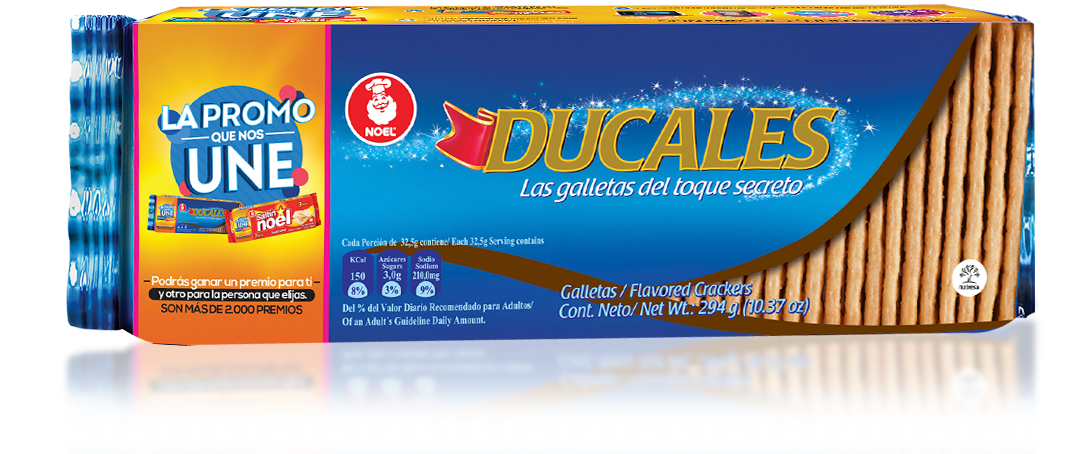 LA PROMO
QUE NOS
UNE
DUCALES
Saltín
noel
Podrás ganar un premio para ti
y otro para la persona que elijas.
SON MÁS DE 2.000 PREMIOS
NOEL
DUCALES
Las galletas del toque secreto
Cada Porción de 32,5g contiene/ Each 32,5g Serving contains
KCal
150
8%
Azúcares
Sugars
3,0g
3%
Sodio
Sodium
210,0mg
9%
Del % del Valor Diario Recomendado para Adultos/
Of an Adult's Guideline Daily Amount.
Galletas / Flavored Crackers
Cont. Neto/ Net Wt.: 294 g (10.37 oz)
nutresa